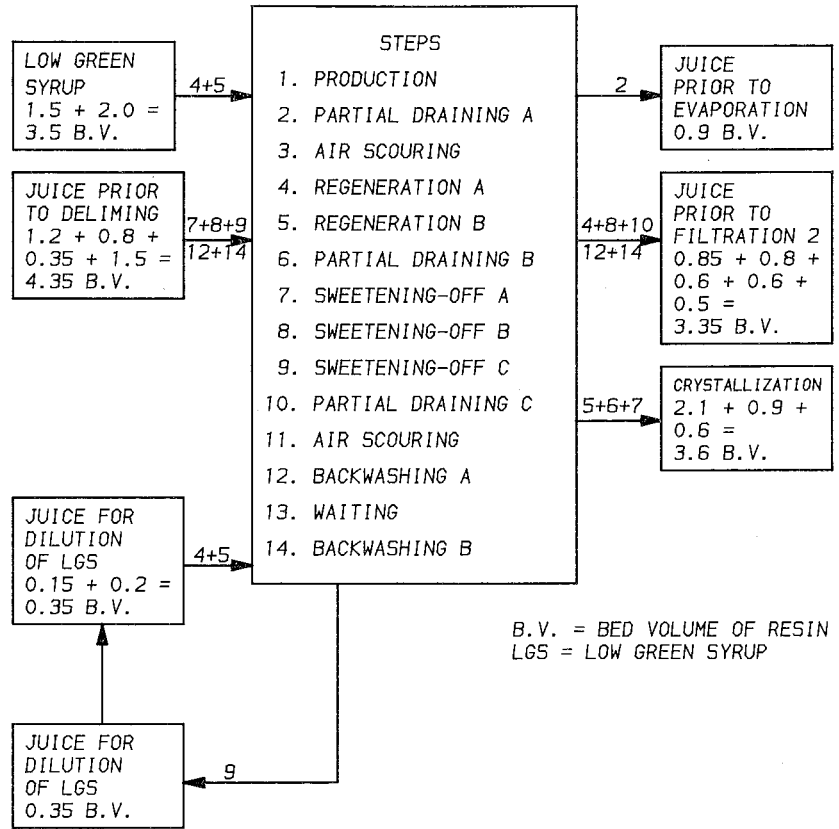 LOW GREEN
SYRUP
1.5 + 2.0 =
3.5 B.V.
4+5
JUICE PRIOR
TO DELIMING
1.2 + 0.8 +
0.35 + 1.5 =
4.35 B.V.
7+8+9
12+14
JUICE FOR
DILUTION
OF LGS
0.15 + 0.2 =
0.35 B.V.
4+5
JUICE FOR
DILUTION
OF LGS
0.35 B.V.
9
STEPS
1. PRODUCTION
2. PARTIAL DRAINING A
3. AIR SCOURING
4. REGENERATION A
5. REGENERATION B
6. PARTIAL DRAINING B
7. SWEETENING-OFF A
8. SWEETENING-OFF B
9. SWEETENING-OFF C
10. PARTIAL DRAINING C
11. AIR SCOURING
12. BACKWASHING A
13. WAITING
14. BACKWASHING B
2
JUICE
PRIOR TO
EVAPORATION
0.9 B.V.
4+8+10
12+14
JUICE
PRIOR TO
FILTRATION 2
0.85 + 0.8 +
0.6 + 0.6 +
0.5 =
3.35 B.V.
5+6+7
CRYSTALLIZATION
2.1 + 0.9 +
0.6 =
3.6 B.V.
B.V. = BED VOLUME OF RESIN
LGS = LOW GREEN SYRUP